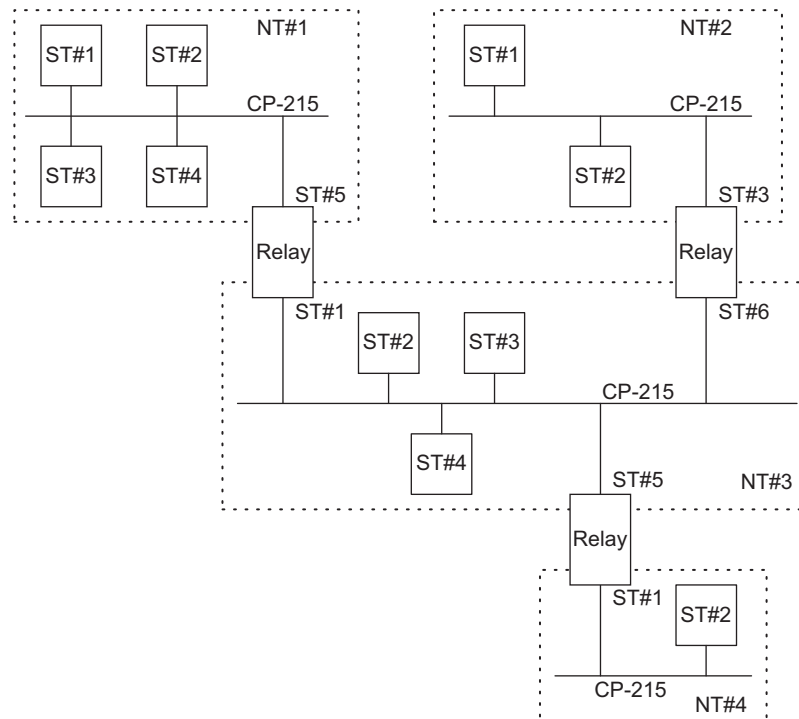 NT#1
NT#2
ST#1
ST#2
ST#1
CP-215
CP-215
ST#3
ST#4
ST#2
ST#5
ST#3
Relay
Relay
ST#1
ST#6
ST#2
ST#3
CP-215
ST#4
ST#5
NT#3
Relay
ST#1
ST#2
CP-215
NT#4